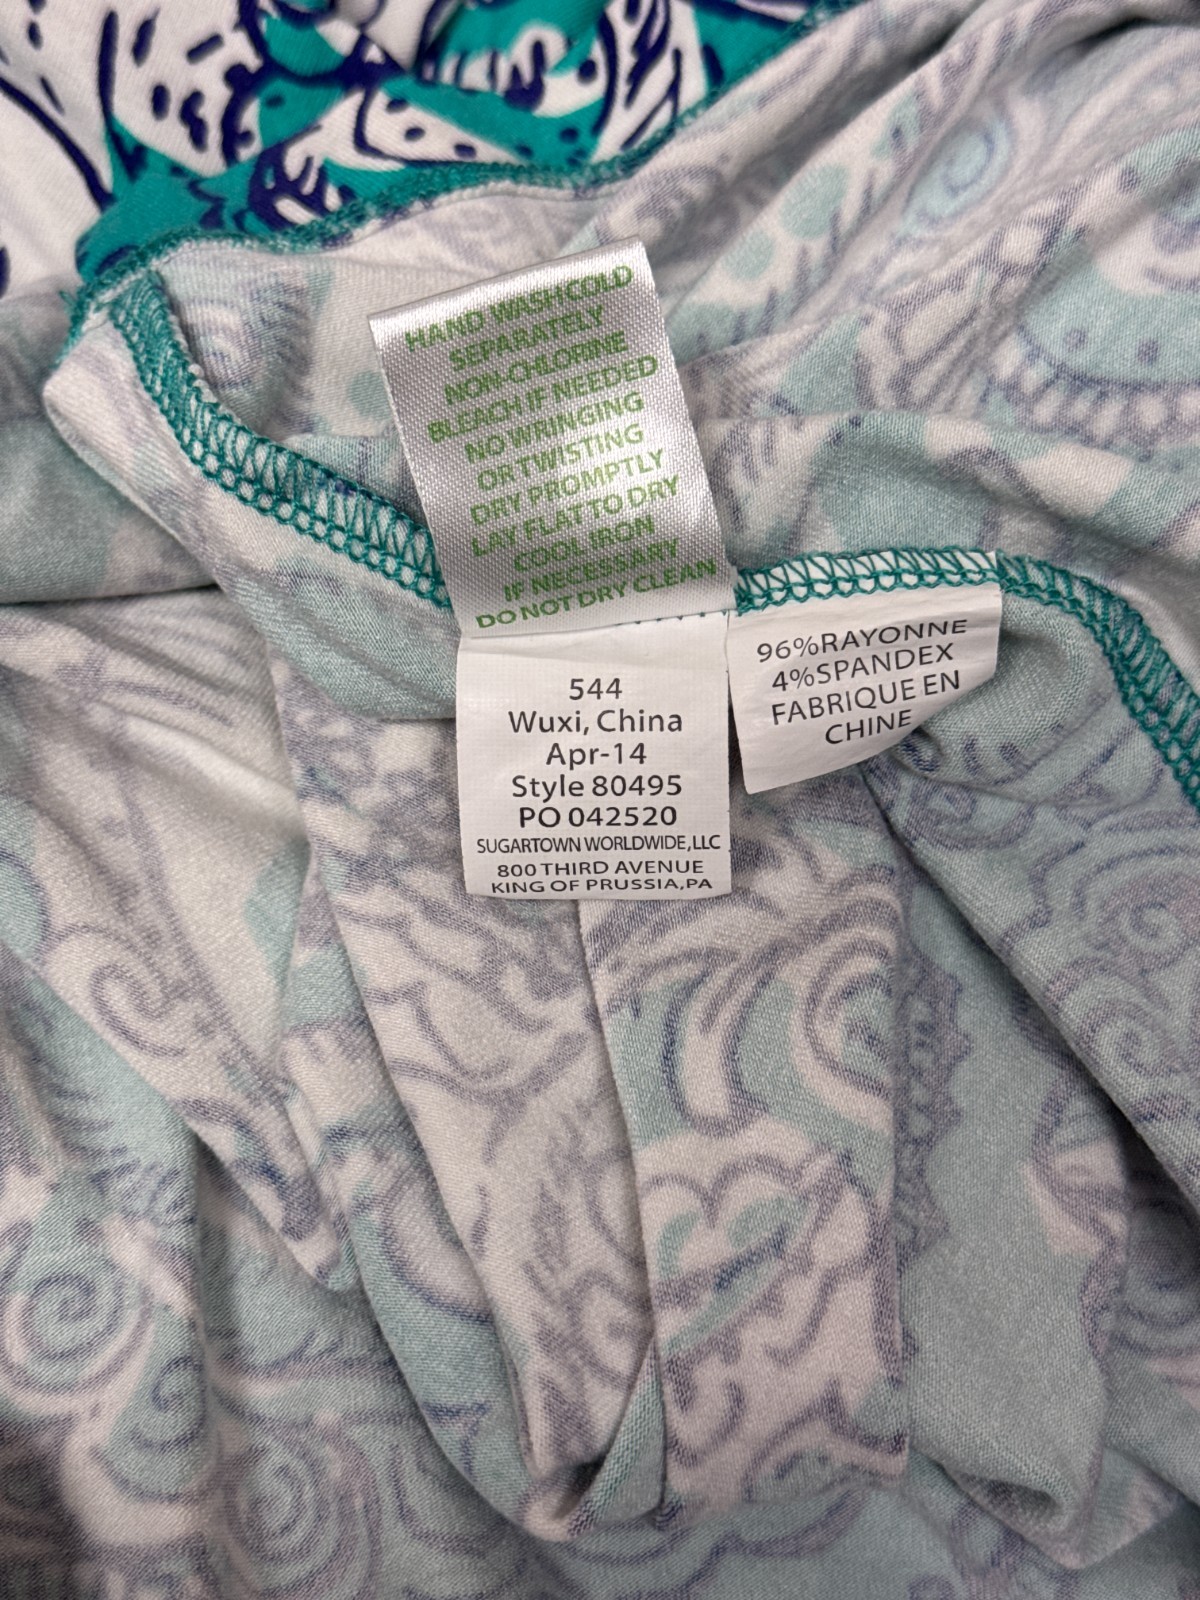 HAND WASH COLD
SEPARATELY
NON-CHLORINE
BLEACH IF NEEDED
NO WRINGING
OR TWISTING
DRY PROMPTLY
LAY FLAT TO DRY
COOL IRON
IF NECESSARY
DO NOT DRY CLEAN
544
Wuxi, China
Apr-14
Style 80495
PO 042520
SUGARTOWN WORLDWIDE,LLC
800 THIRD AVENUE
KING OF PRUSSIA,PA
96%RAYONNE
4%SPANDEX
FABRIQUE EN
CHINE